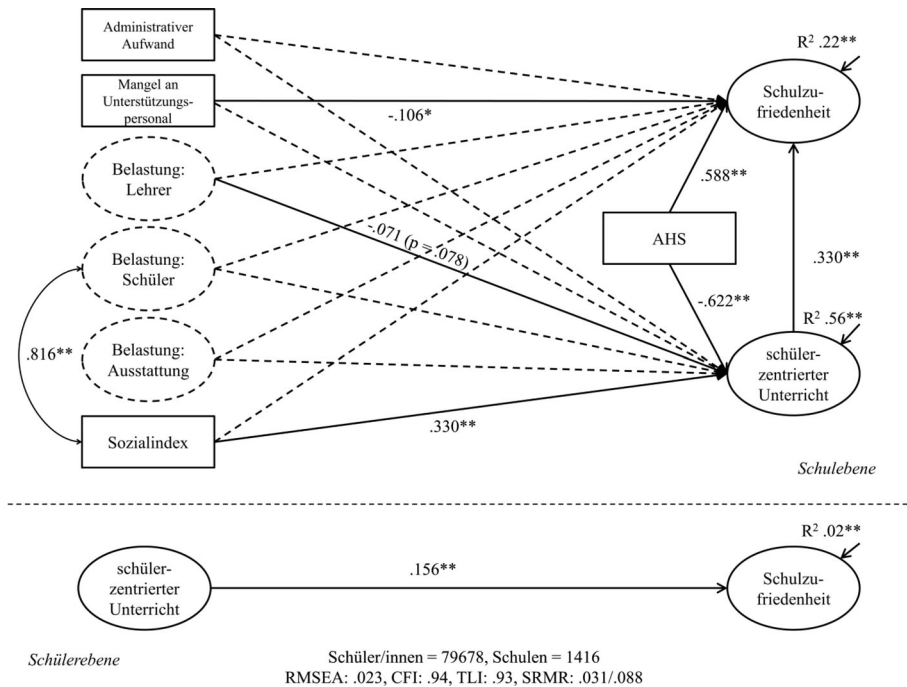 Administrativer
Aufwand
Mangel an
Unterstützungs-
personal
Belastung:
Lehrer
Belastung:
Schüler
Belastung:
Ausstattung
Sozialindex
.816**
-.106*
-.071 (p = .078)
.330**
R² .22**
Schulzu-
friedenheit
.588**
AHS
-.622**
.330**
R² .56**
schüler-
zentrierter
Unterricht
Schulebene
schüler-
zentrierter
Unterricht
.156**
R² .02**
Schulzu-
friedenheit
Schülerebene
Schüler/innen = 79678, Schulen = 1416
RMSEA: .023, CFI: .94, TLI: .93, SRMR: .031/.088